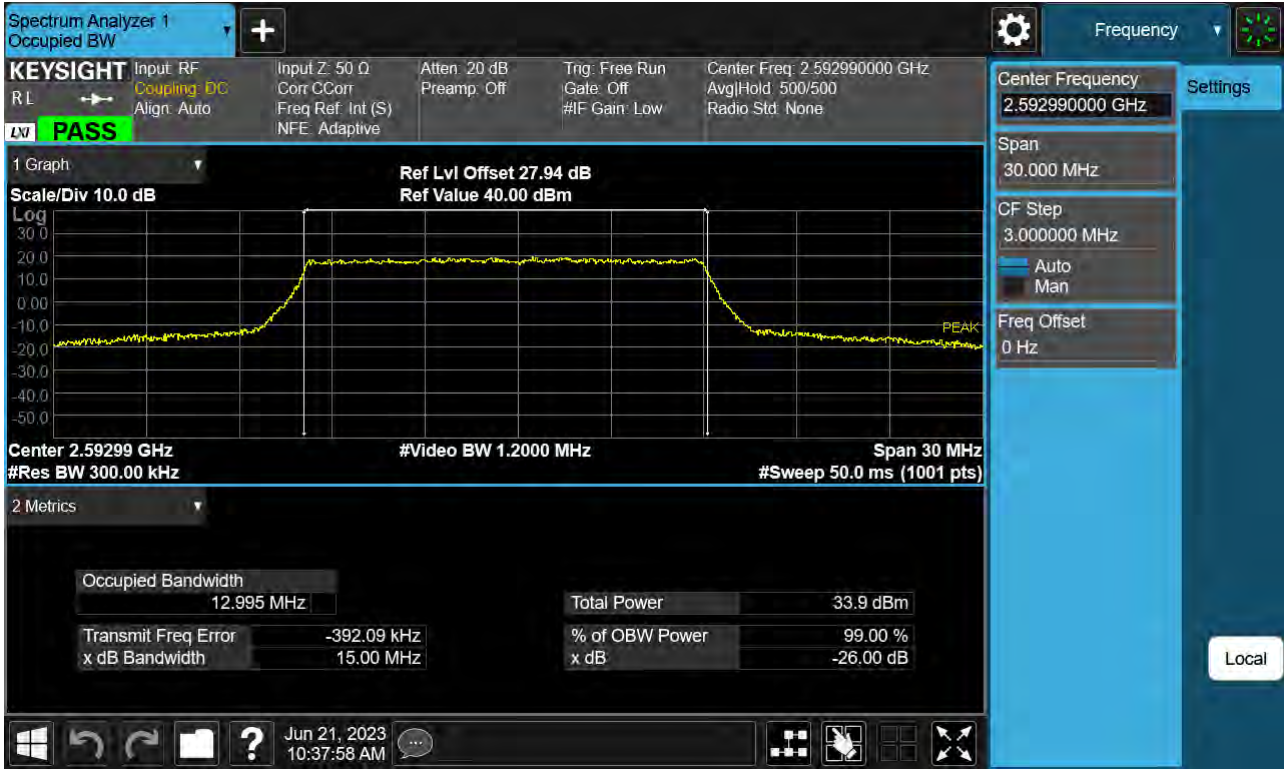 Spectrum Analyzer 1
Occupied BW
+
Frequency
KEYSIGHT
RL
LXI
PASS
Input: RF
Coupling: DC
Align: Auto
Input Z: 50 Ω
Corr CCorr
Freq Ref: Int (S)
NFE: Adaptive
Atten: 20 dB
Preamp: Off
Trig: Free Run
Gate: Off
#IF Gain: Low
Center Freq: 2.592990000 GHz
Avg|Hold: 500/500
Radio Std: None
Center Frequency
2.592990000 GHz
Settings
Span
30.000 MHz
CF Step
3.000000 MHz
Auto
Man
Freq Offset
0 Hz
1 Graph
Scale/Div 10.0 dB
Ref Lvl Offset 27.94 dB
Ref Value 40.00 dBm
Log
30.0
20.0
10.0
0.00
-10.0
-20.0
-30.0
-40.0
-50.0
PEAK
Center 2.59299 GHz
#Video BW 1.2000 MHz
Span 30 MHz
#Res BW 300.00 kHz
#Sweep 50.0 ms (1001 pts)
2 Metrics
Occupied Bandwidth
12.995 MHz
Total Power 33.9 dBm
Transmit Freq Error -392.09 kHz
% of OBW Power 99.00 %
x dB Bandwidth 15.00 MHz
x dB -26.00 dB
Local
?
Jun 21, 2023
10:37:58 AM